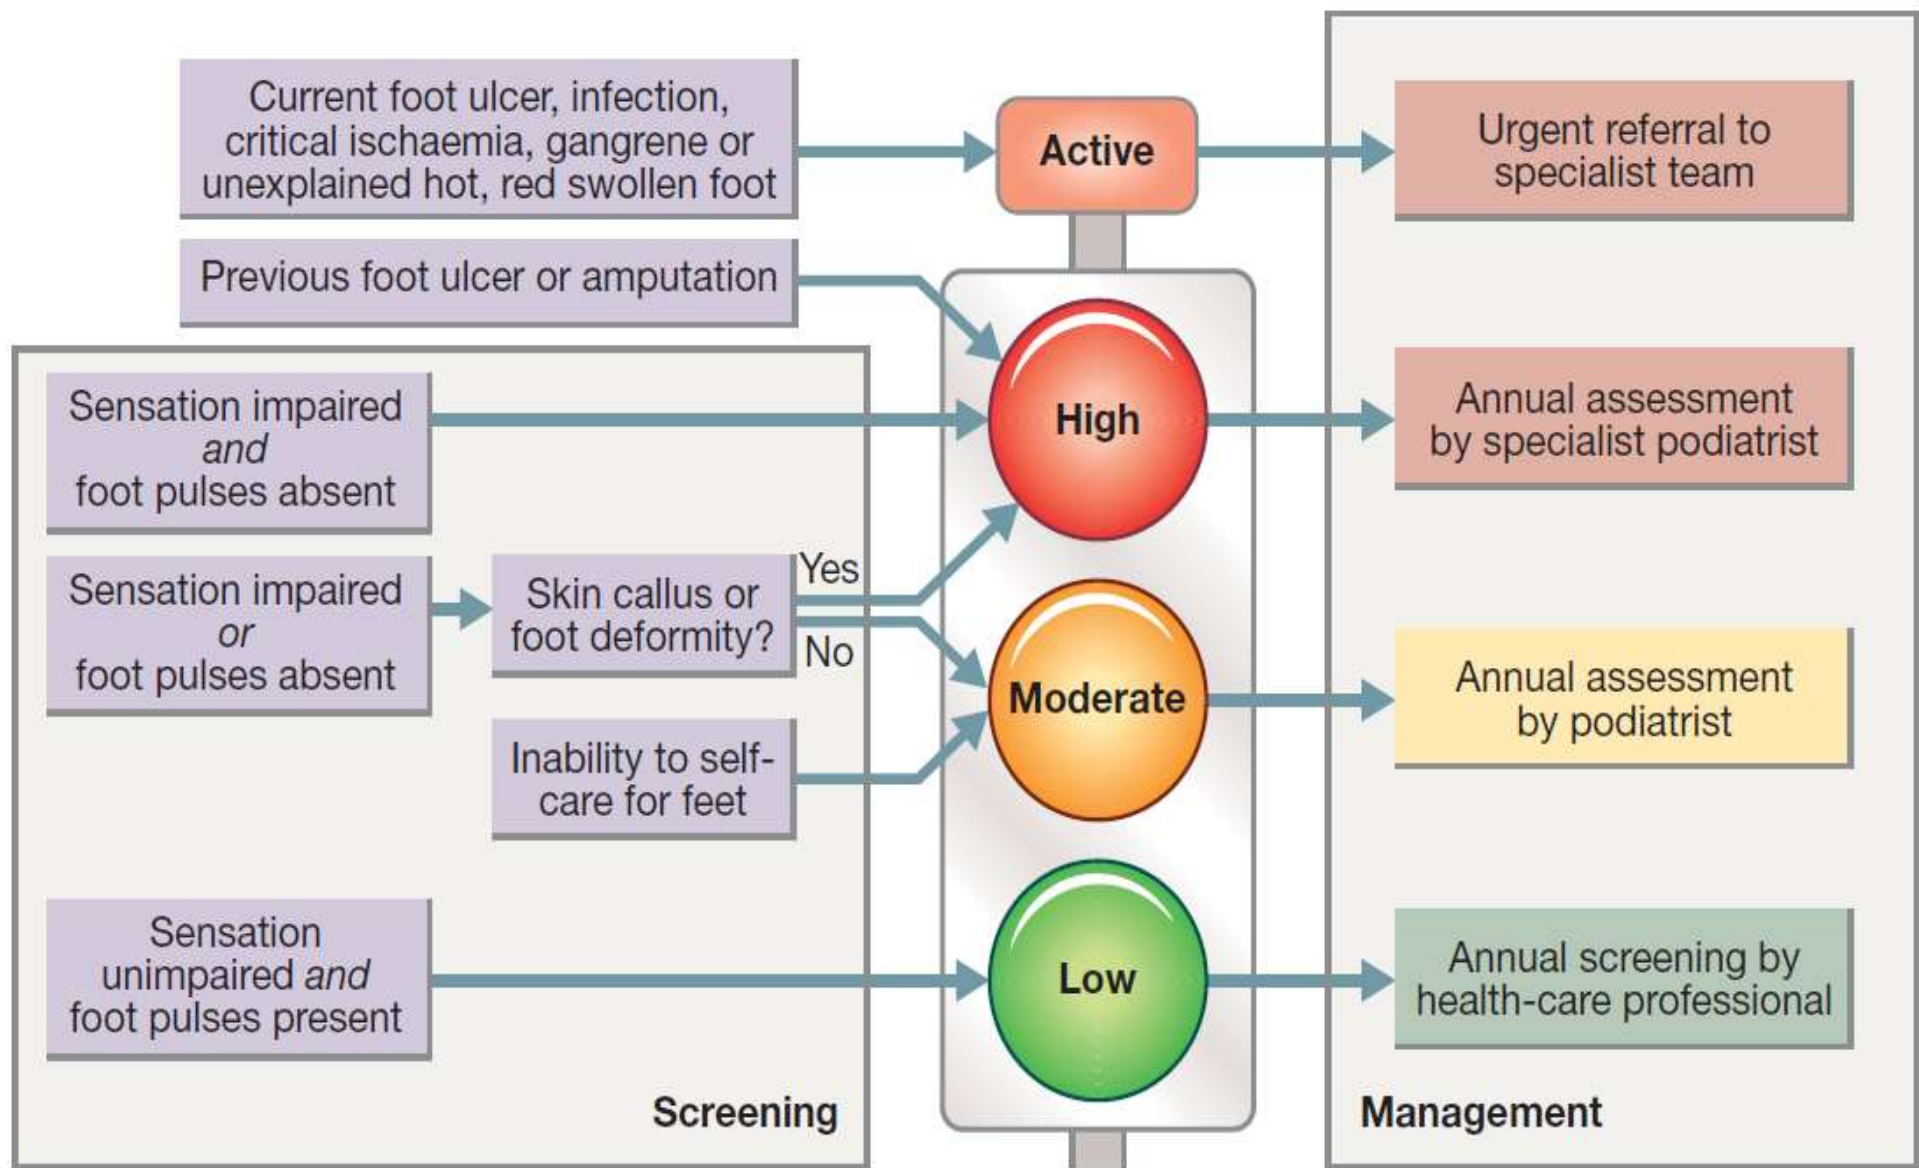 Current foot ulcer, infection,
critical ischaemia, gangrene or
unexplained hot, red swollen foot
Active
Urgent referral to
specialist team
Previous foot ulcer or amputation
Sensation impaired
and
foot pulses absent
High
Annual assessment
by specialist podiatrist
Sensation impaired
or
foot pulses absent
Skin callus or
foot deformity?
Yes
No
Moderate
Annual assessment
by podiatrist
Inability to self-
care for feet
Sensation
unimpaired and
foot pulses present
Low
Annual screening by
health-care professional
Screening
Management